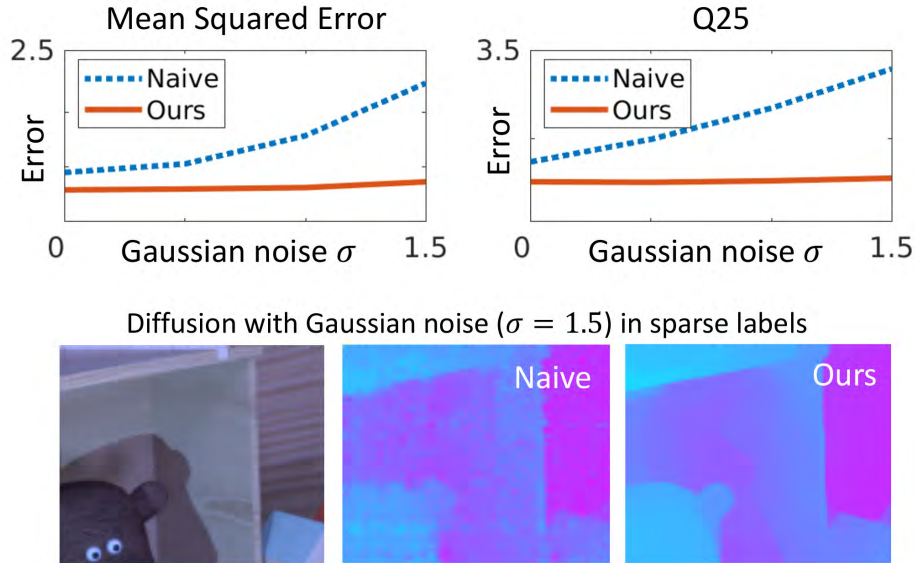 Mean Squared Error
2.5
Naive
Ours
Error
0
Gaussian noise σ
1.5
Q25
3.5
Naive
Ours
Error
0
Gaussian noise σ
1.5
Diffusion with Gaussian noise (σ = 1.5) in sparse labels
Naive
Ours